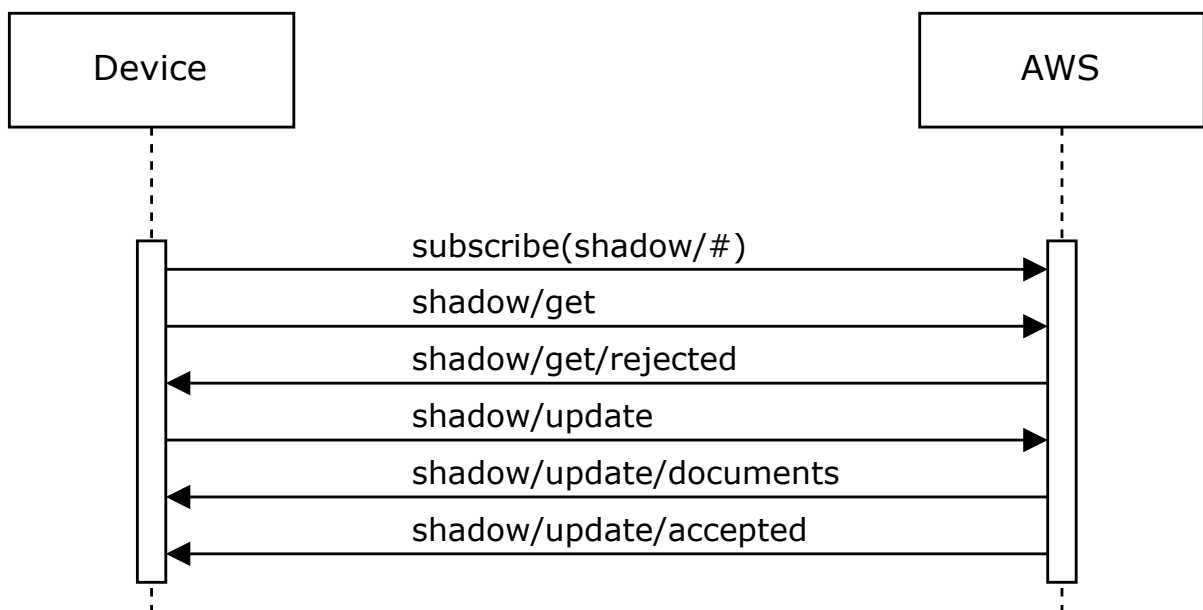 Device
AWS
subscribe(shadow/#)
shadow/get
shadow/get/rejected
shadow/update
shadow/update/documents
shadow/update/accepted